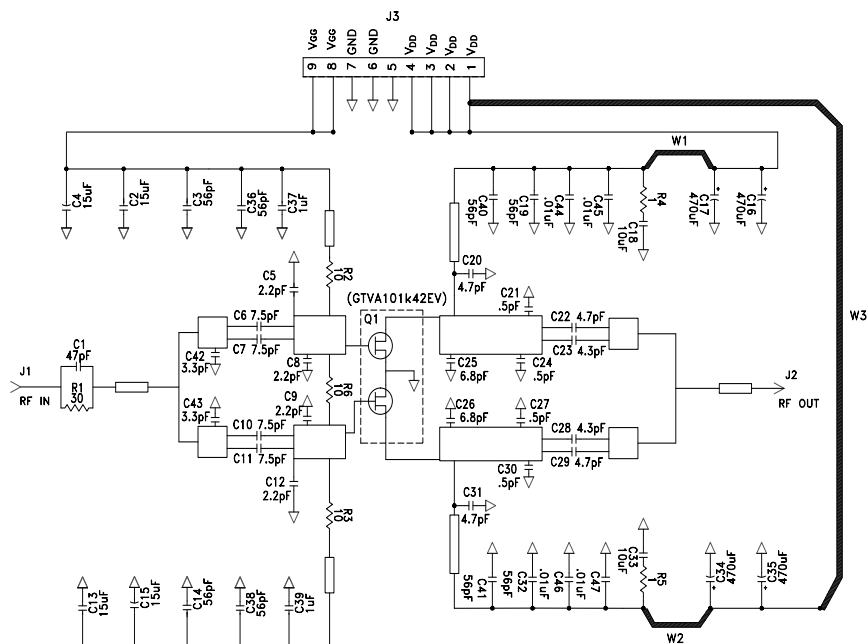 J3
VGG
VGG
GND
GND
VDD
VDD
VDD
VDD
9
8
7
6
5
4
3
2
1
W1
C4
15uF
C2
15uF
C3
56pF
C36
56pF
C37
1uF
C40
56pF
C19
56pF
C44
.01uF
C45
.01uF
R4
1
C18
10uF
C17
470uF
C16
470uF
+
+
R2
10
C20
4.7pF
C5
2.2pF
(GTVA101k42EV)
Q1
C21
.5pF
W3
C6 7.5pF
C7 7.5pF
C22 4.7pF
C23 4.3pF
C1
47pF
R1
30
J1
RF IN
C42
3.3pF
C8
2.2pF
C25
6.8pF
C24
.5pF
J2
RF OUT
R6
10
C43
3.3pF
C9
2.2pF
C26
6.8pF
C27
.5pF
C10 7.5pF
C11 7.5pF
C28 4.3pF
C29 4.7pF
C12
2.2pF
C30
.5pF
R3
10
C31
4.7pF
C13
15uF
C15
15uF
C14
56pF
C38
56pF
C39
1uF
C41
56pF
C32
56pF
C46
.01uF
C47
.01uF
C33
10uF
R5
1
C34
470uF
C35
470uF
+
+
W2